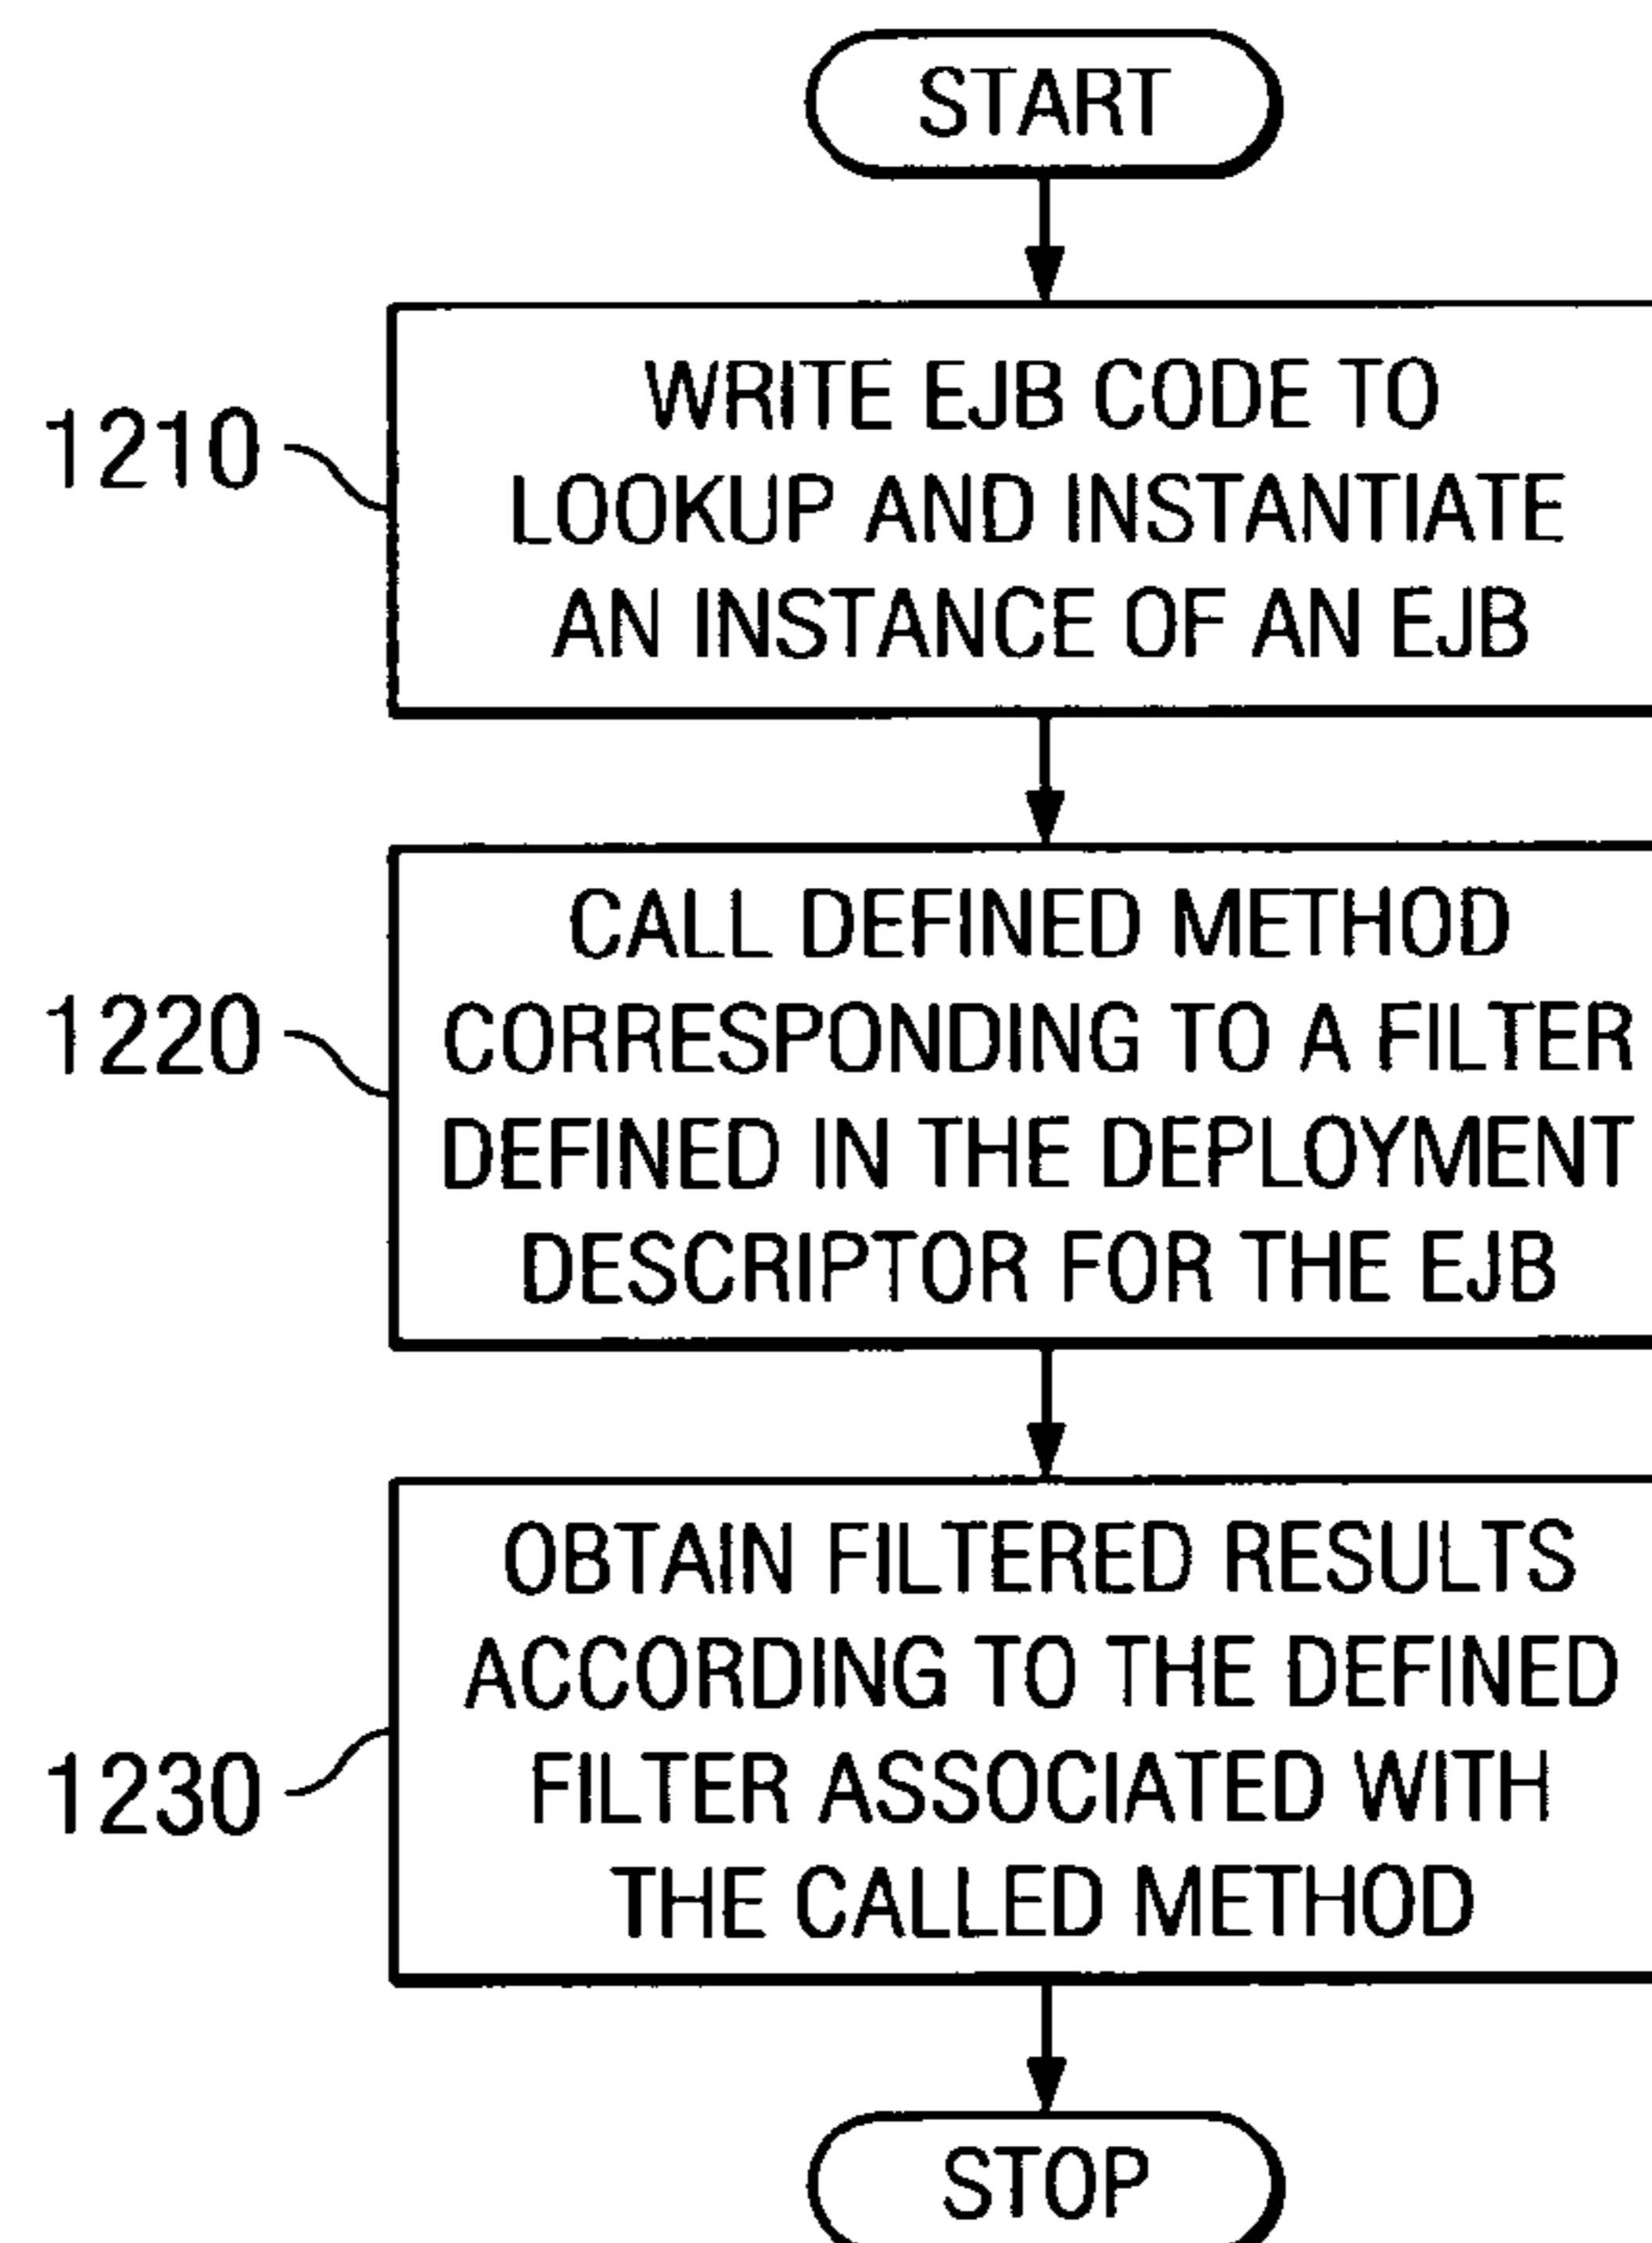 START
1210
WRITE EJB CODE TO
LOOKUP AND INSTANTIATE
AN INSTANCE OF AN EJB
1220
CALL DEFINED METHOD
CORRESPONDING TO A FILTER
DEFINED IN THE DEPLOYMENT
DESCRIPTOR FOR THE EJB
1230
OBTAIN FILTERED RESULTS
ACCORDING TO THE DEFINED
FILTER ASSOCIATED WITH
THE CALLED METHOD
STOP